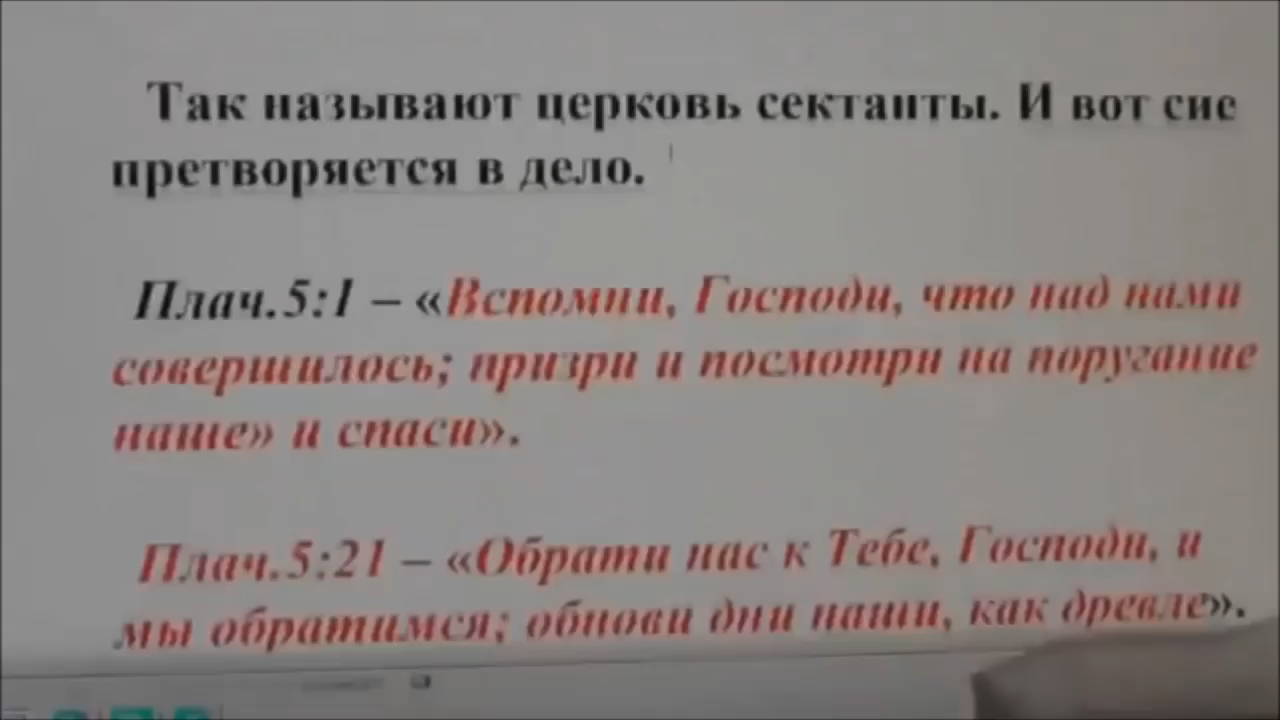 Так называют церковь сектанты. И вот сие
претворяется в дело.
Плач.5:1 – «Вспомни, Господи, что над нами
совершилось; призри и посмотри на поругание
наше» и спаси».
Плач.5:21 – «Обрати нас к Тебе, Господи, и
мы обратимся; обнови дни наши, как древле».